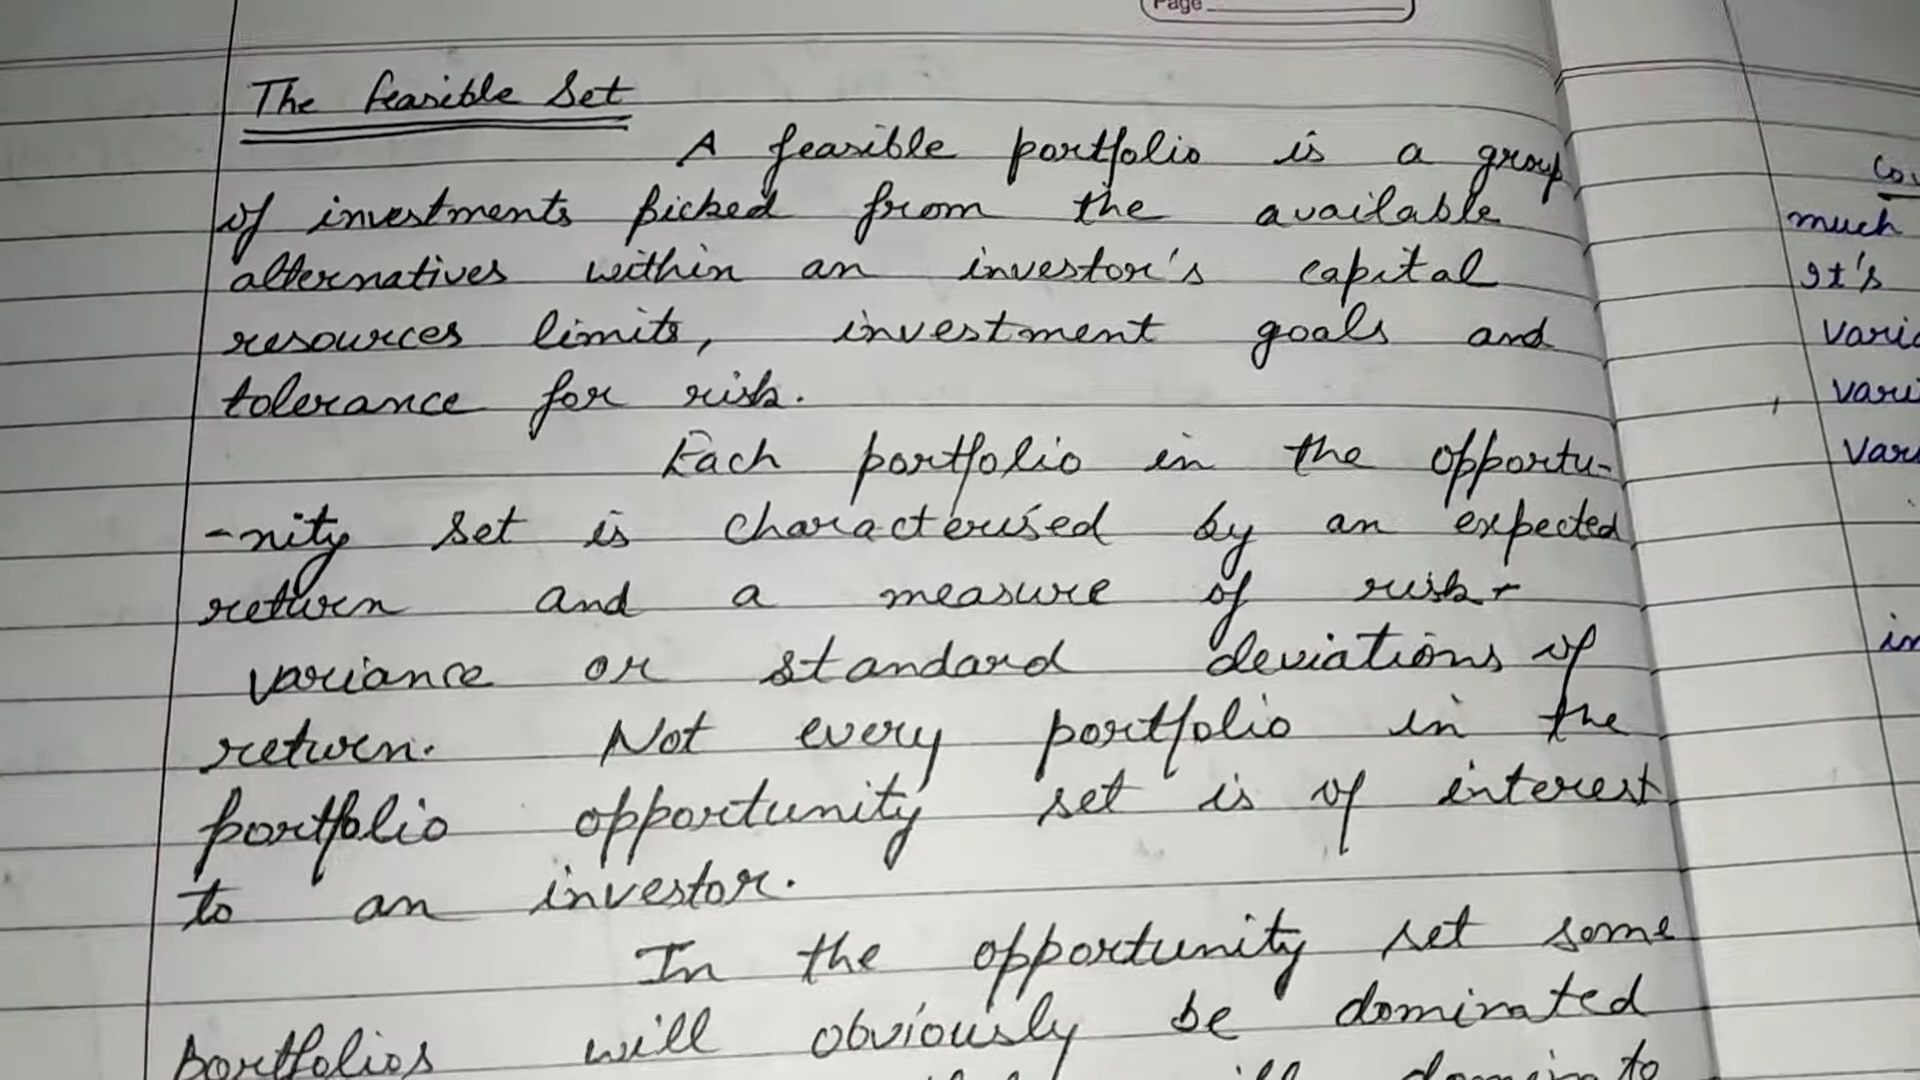 Page
The feasible Set
A feasible portfolio is a group
of investments picked from the available
alternatives within an investor's capital
resources limits, investment goals and
tolerance for risk.
Each portfolio in the opportu-
-nity set is characterised by an expected
return and a measure of risk -
variance or standard deviations of
return. Not every portfolio in the
portfolio opportunity set is of interest
to an investor.
In the opportunity set some
portfolios will obviously be dominated
much
It's
in